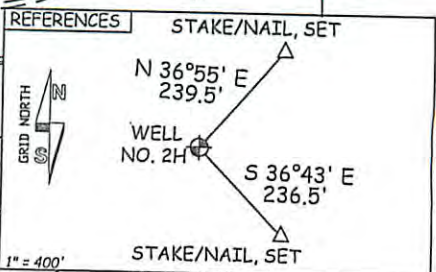 REFERENCES
STAKE/NAIL, SET
N 36°55' E
239.5'
GRID NORTH
N
S
WELL
NO. 2H
S 36°43' E
236.5'
STAKE/NAIL, SET
1" = 400'